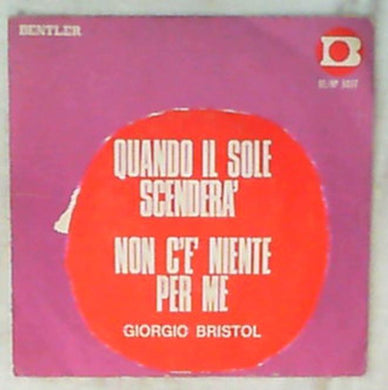 BENTLER
B
QUANDO IL SOLE
SCENDERA'
NON C'E' NIENTE
PER ME
GIORGIO BRISTOL